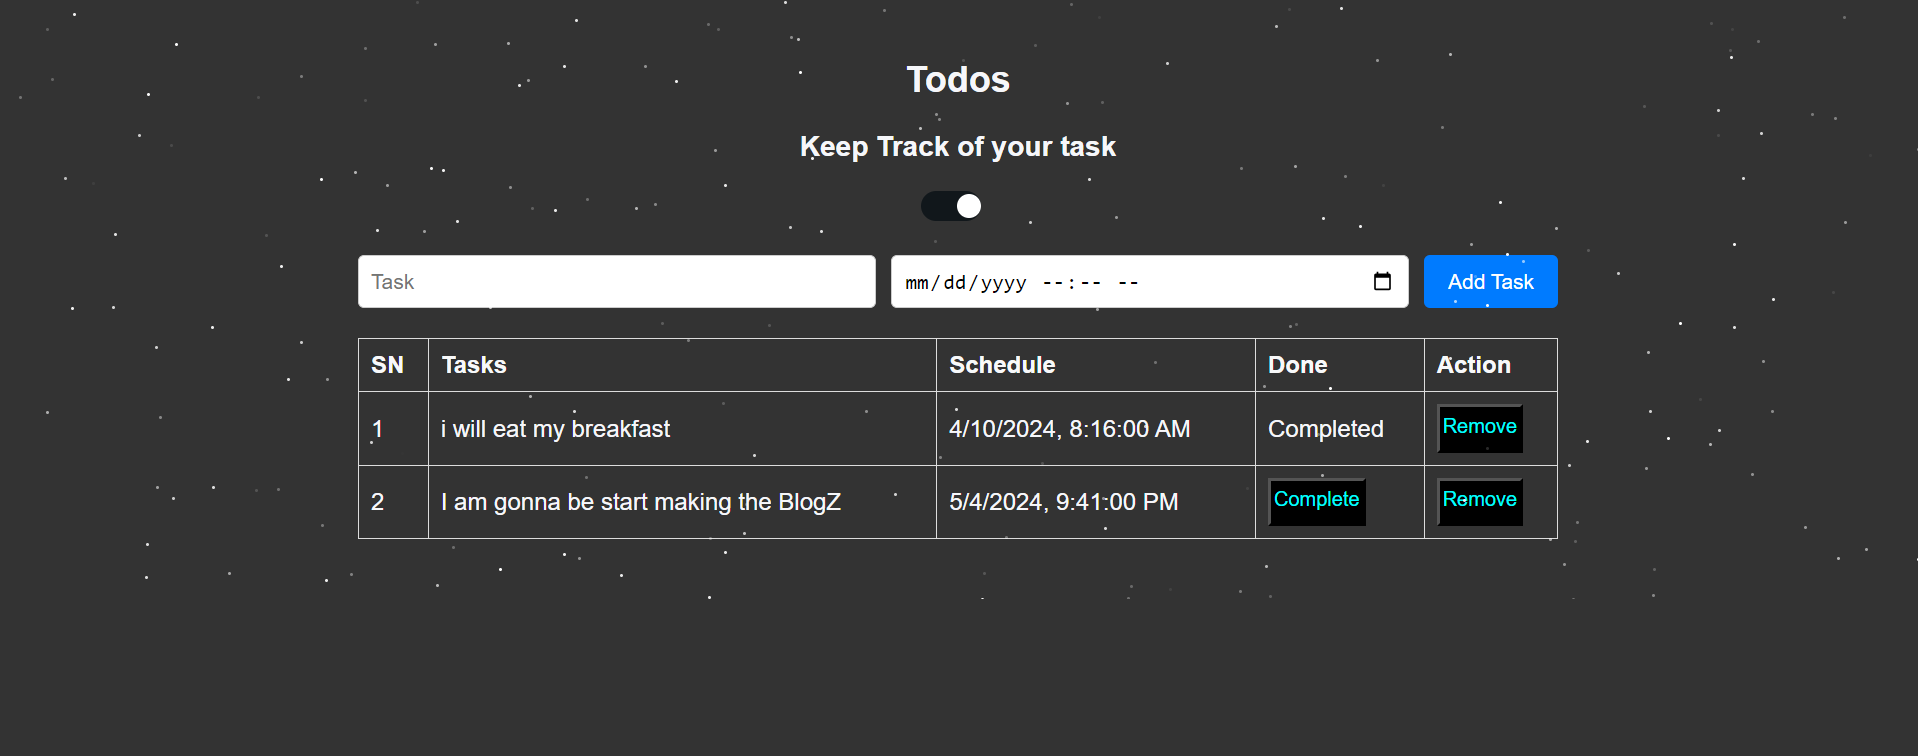 Todos
Keep Track of your task
Task
mm/dd/yyyy --:-- --
Add Task
SN Tasks Schedule Done Action
1 i will eat my breakfast 4/10/2024, 8:16:00 AM Completed Remove
2 I am gonna be start making the BlogZ 5/4/2024, 9:41:00 PM Complete Remove